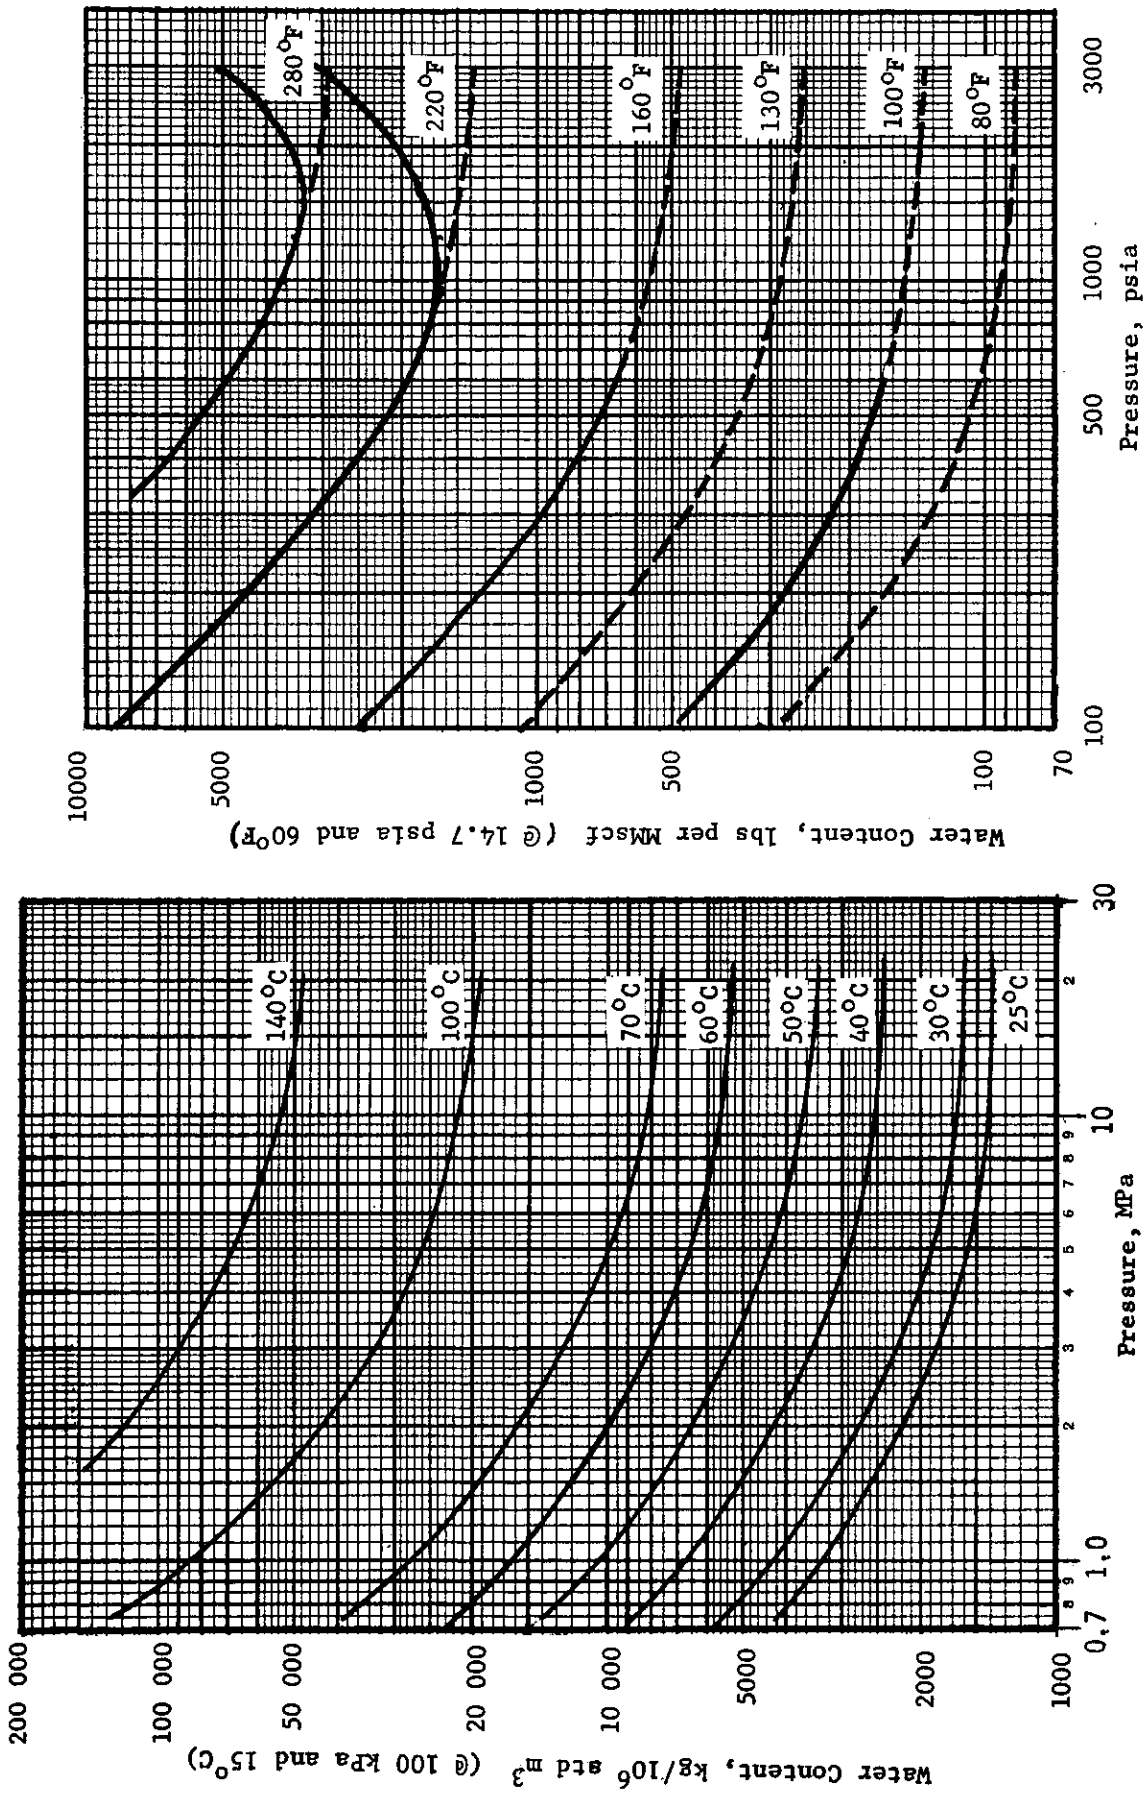 Water Content, kg/10⁶ std m³ (@ 100 kPa and 15°C)
200 000
100 000
50 000
20 000
10 000
5000
2000
1000
140°C
100°C
70°C
60°C
50°C
40°C
30°C
25°C
0.7
8
9
1.0
2
3
4
5
6
7
8
9
10
2
30
Pressure, MPa
Water Content, lbs per MMscf (@ 14.7 psia and 60°F)
10000
5000
1000
500
100
70
280°F
220°F
160°F
130°F
100°F
80°F
100
500
1000
3000
Pressure, psia